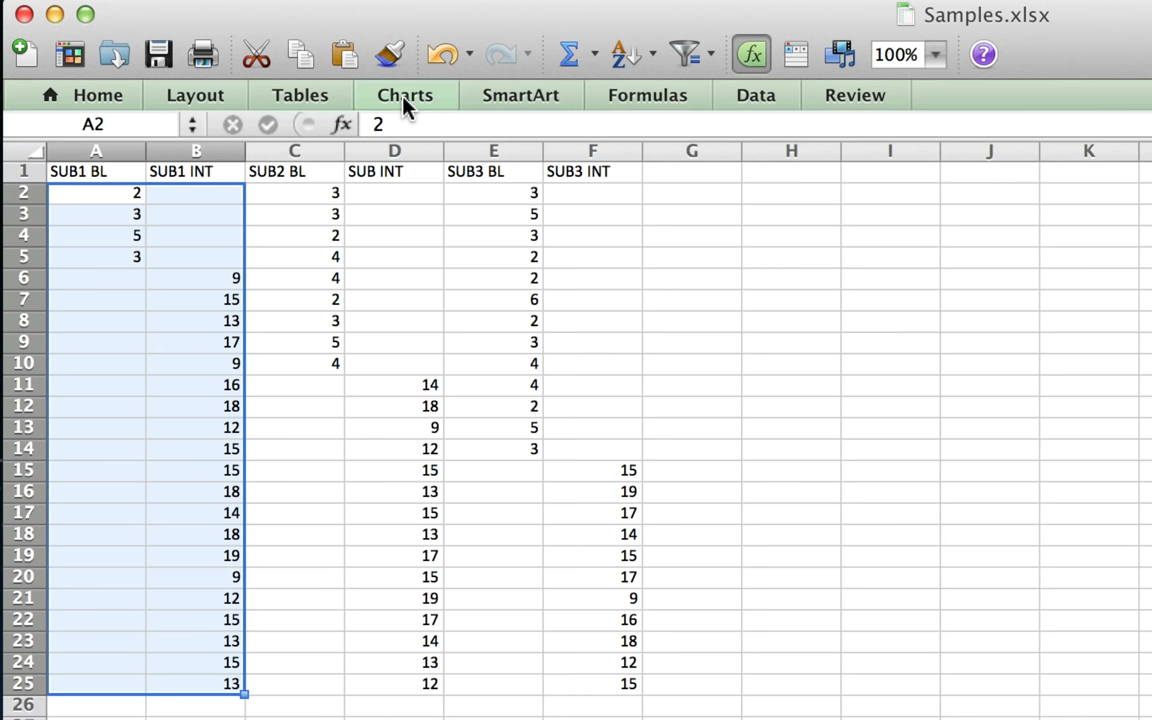 Samples.xlsx
100%
Home Layout Tables Charts SmartArt Formulas Data Review
A2 fx 2
A B C D E F G H I J K
1 SUB1 BL SUB1 INT SUB2 BL SUB INT SUB3 BL SUB3 INT
2 2 3 3
3 3 3 5
4 5 2 3
5 3 4 2
6 9 4 2
7 15 2 6
8 13 3 2
9 17 5 3
10 9 4 4
11 16 14 4
12 18 18 2
13 12 9 5
14 15 12 3
15 15 15 15
16 18 13 19
17 14 15 17
18 18 13 14
19 19 17 15
20 9 15 17
21 12 19 9
22 15 17 16
23 13 14 18
24 15 13 12
25 13 12 15
26